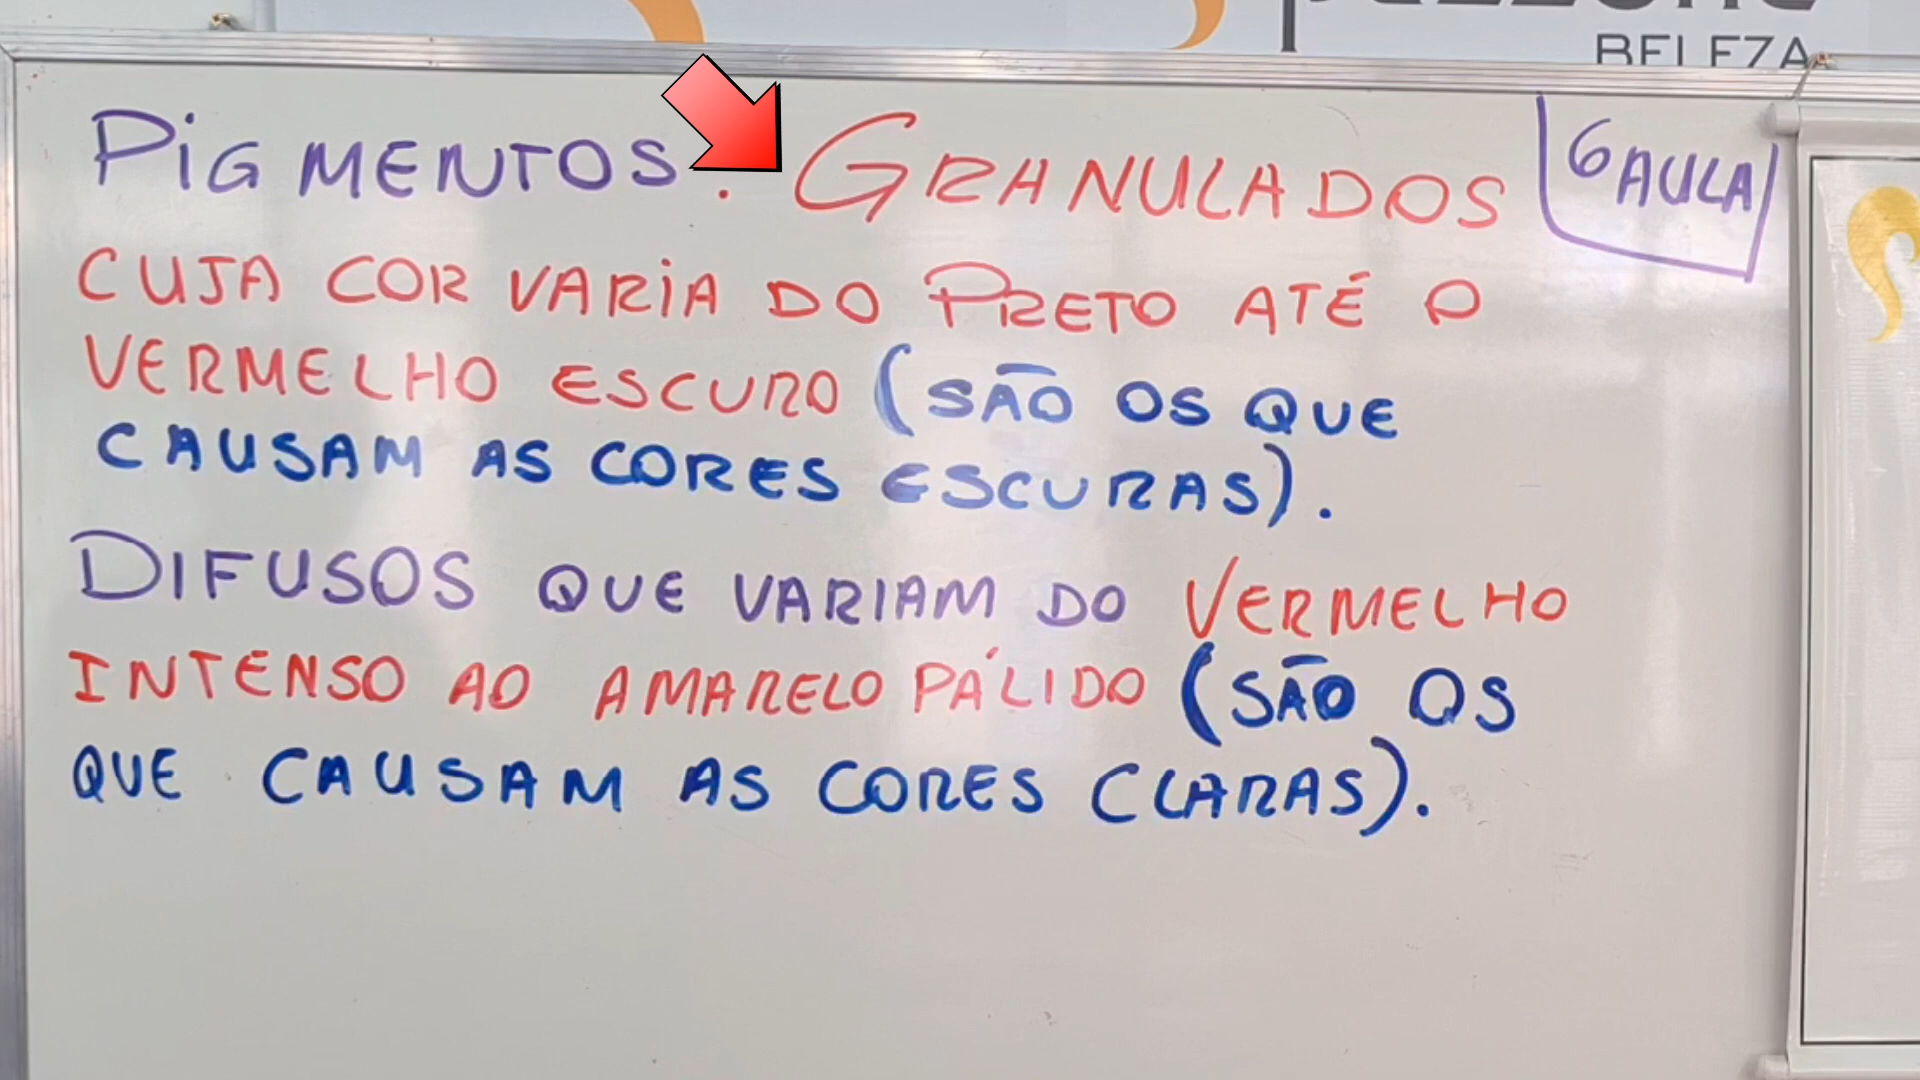 BELEZA
PIGMENTOS. GRANULADOS
6 AULA
CUJA COR VARIA DO PRETO ATÉ O
VERMELHO ESCURO (SÃO OS QUE
CAUSAM AS CORES ESCURAS).
DIFUSOS QUE VARIAM DO VERMELHO
INTENSO AO AMARELO PÁLIDO (SÃO OS
QUE CAUSAM AS CORES CLARAS).